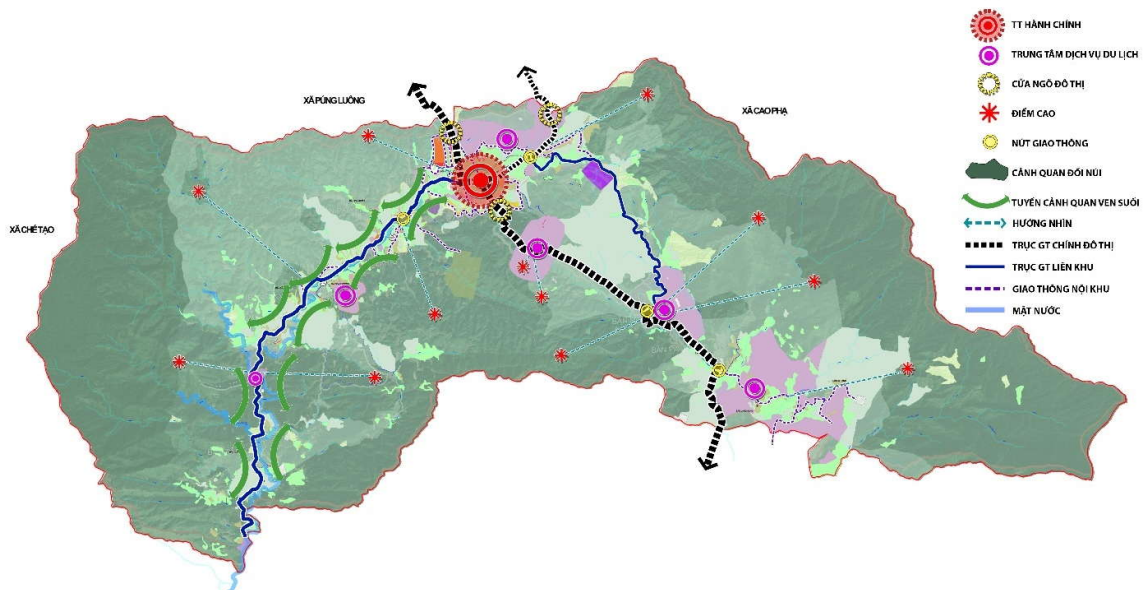 TT HÀNH CHÍNH
TRUNG TÂM DỊCH VỤ DU LỊCH
CỬA NGÕ ĐÔ THỊ
ĐIỂM CAO
NÚT GIAO THÔNG
CẢNH QUAN ĐỒI NÚI
TUYẾN CẢNH QUAN VEN SUỐI
HƯỚNG NHÌN
TRỤC GT CHÍNH ĐÔ THỊ
TRỤC GT LIÊN KHU
GIAO THÔNG NỘI KHU
MẶT NƯỚC
XÃ PÚNG LUÔNG
XÃ CAO PHẠ
XÃ CHẾ TẠO